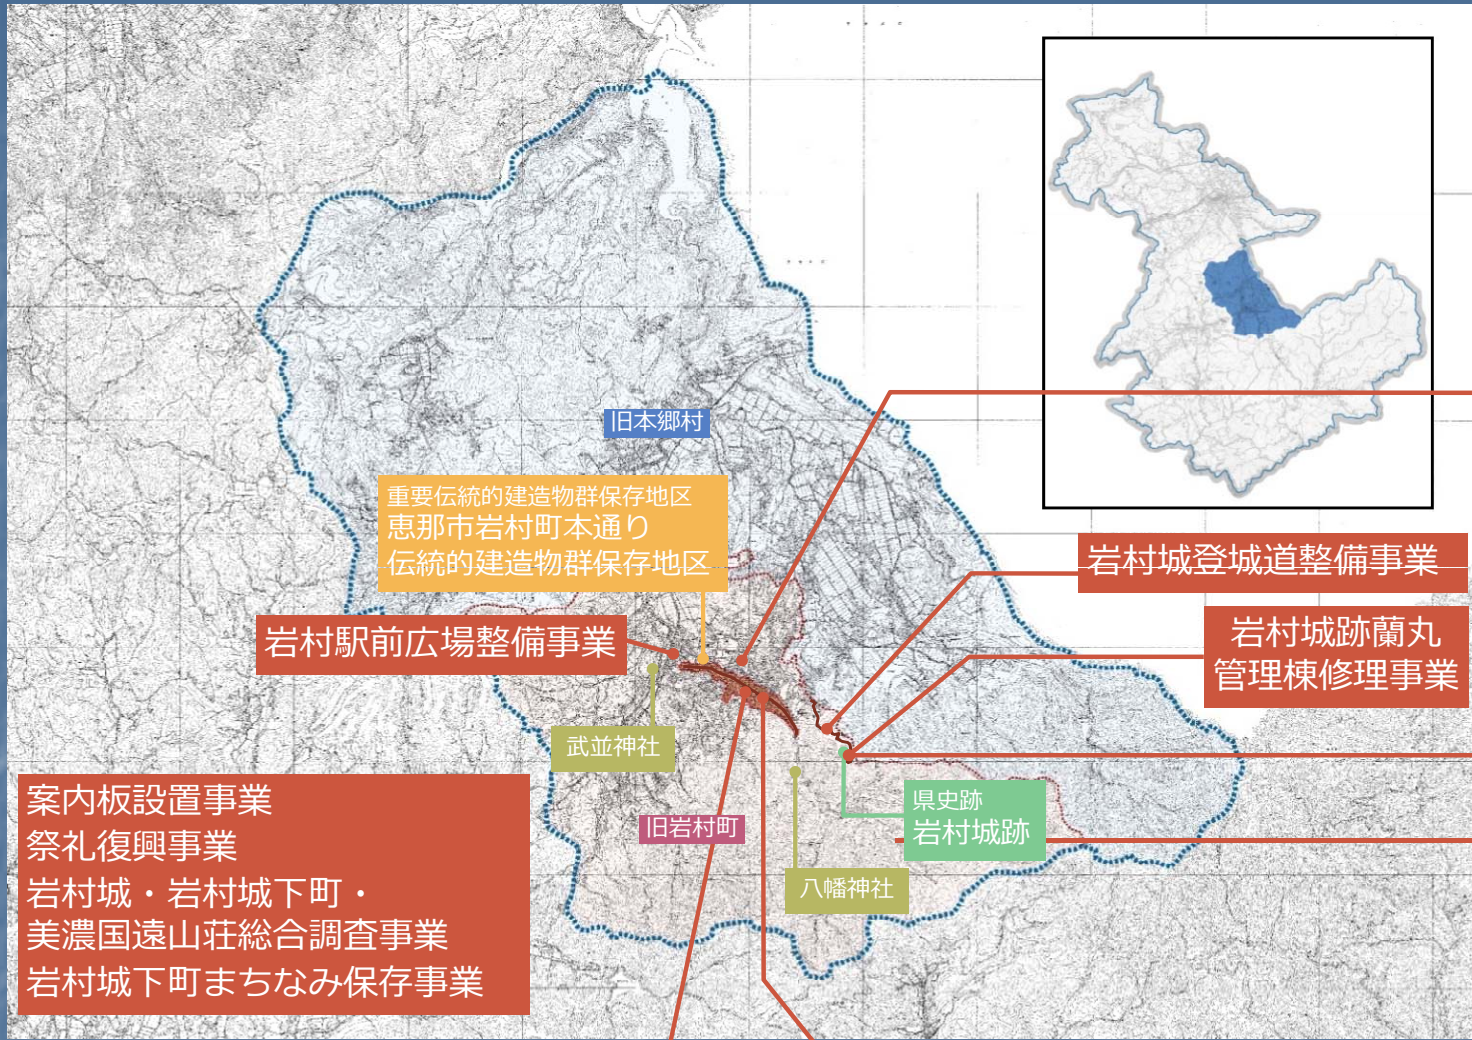 旧本郷村
重要伝統的建造物群保存地区
恵那市岩村町本通り
伝統的建造物群保存地区
岩村城登城道整備事業
岩村駅前広場整備事業
岩村城跡蘭丸
管理棟修理事業
武並神社
案内板設置事業
祭礼復興事業
岩村城・岩村城下町・
美濃国遠山荘総合調査事業
岩村城下町まちなみ保存事業
旧岩村町
県史跡
岩村城跡
八幡神社